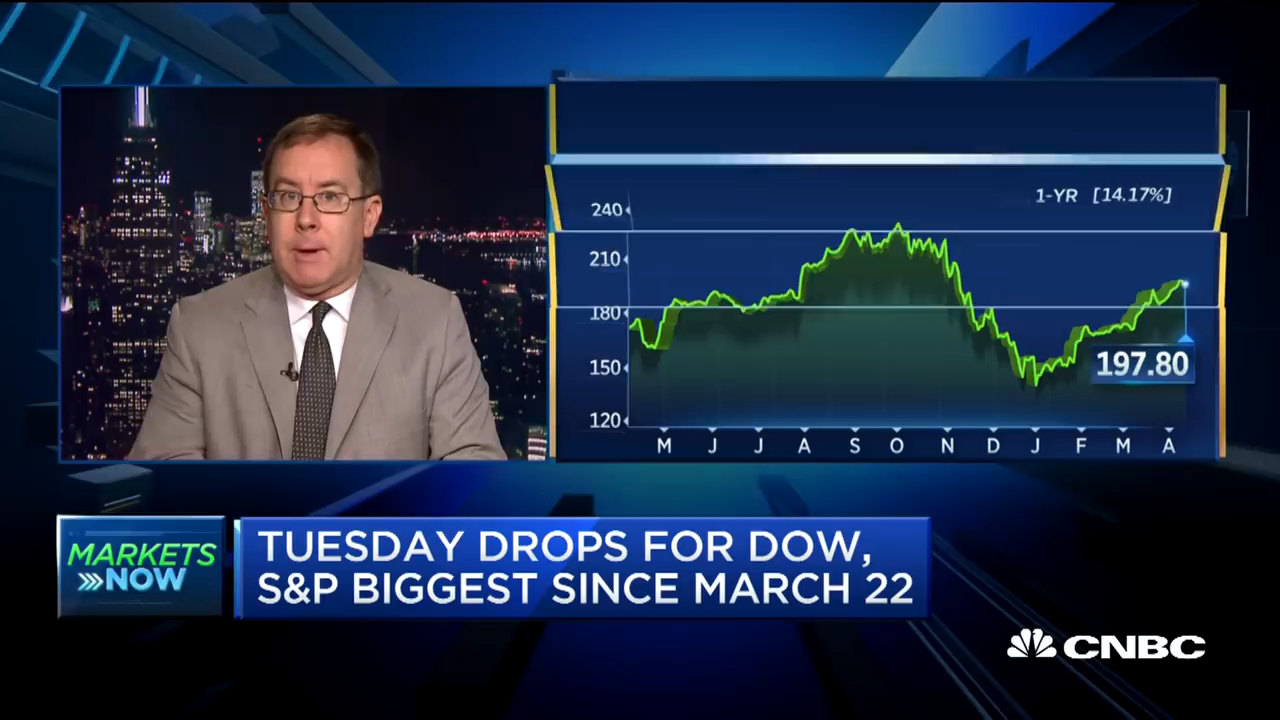 1-YR [14.17%]
240
210
180
150
120
197.80
M J J A S O N D J F M A
MARKETS
NOW
TUESDAY DROPS FOR DOW,
S&P BIGGEST SINCE MARCH 22
CNBC